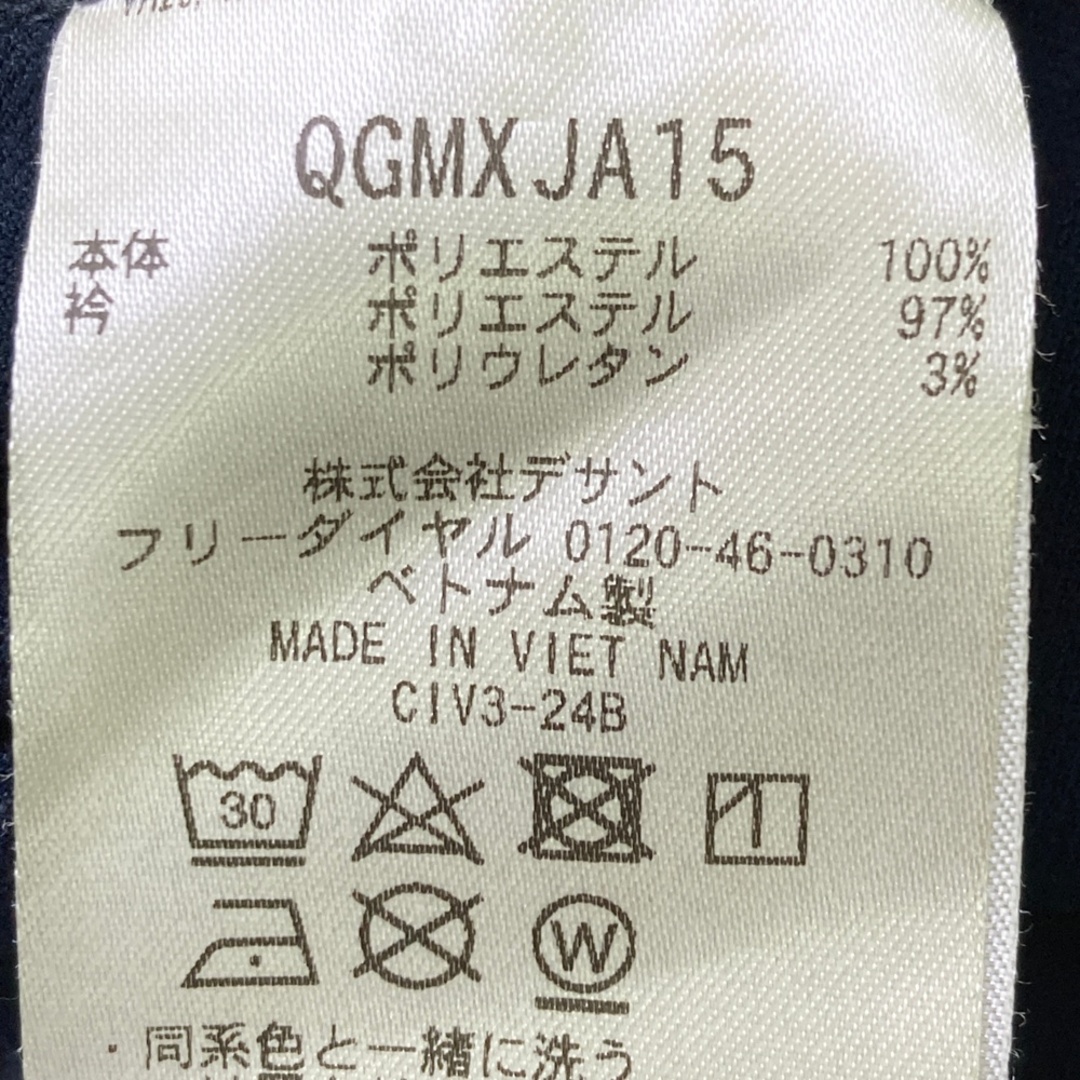 QGMXJA15
本体 ポリエステル 100%
衿 ポリエステル 97%
ポリウレタン 3%
株式会社デサント
フリーダイヤル 0120-46-0310
ベトナム製
MADE IN VIET NAM
CIV3-24B
30
W
・同系色と一緒に洗う